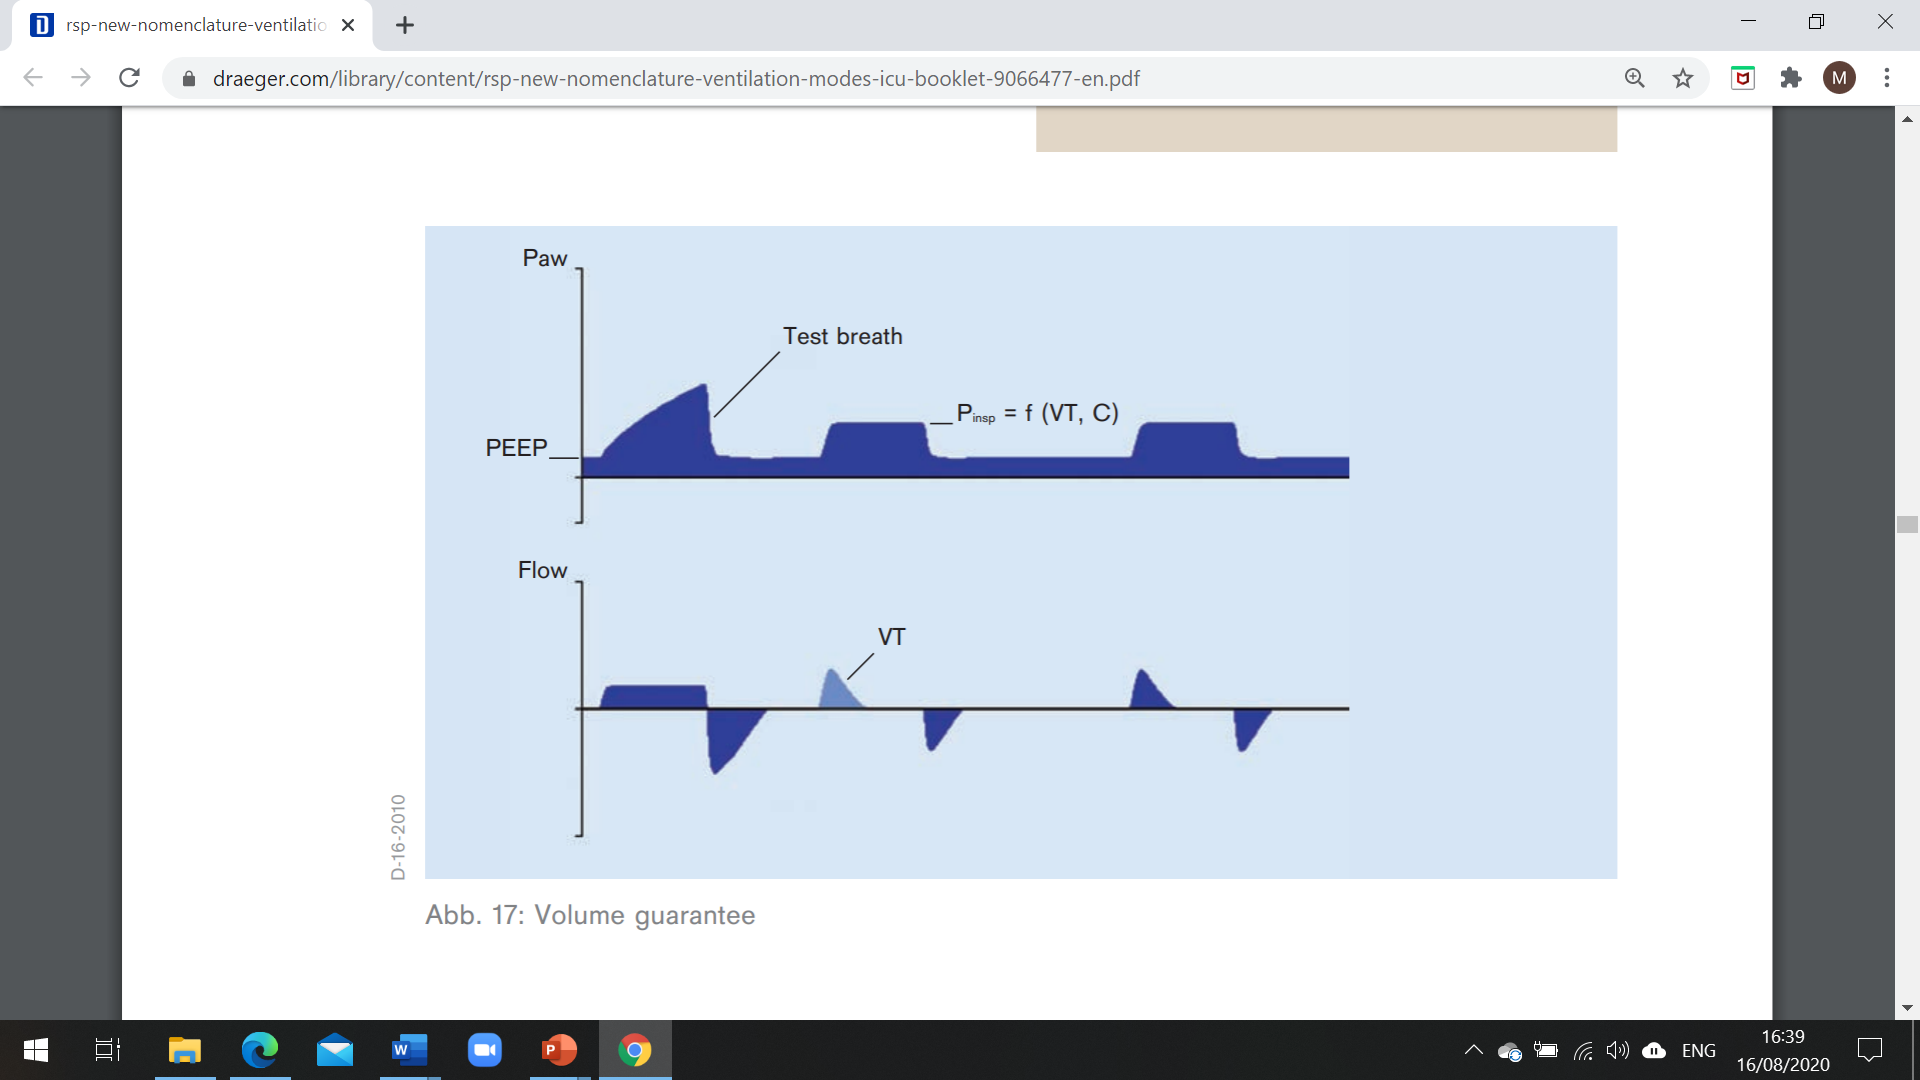 rsp-new-nomenclature-ventilatio
draeger.com/library/content/rsp-new-nomenclature-ventilation-modes-icu-booklet-9066477-en.pdf
M
Paw
Test breath
Pinsp = f (VT, C)
PEEP
Flow
VT
D-16-2010
Abb. 17: Volume guarantee
ENG
16:39
16/08/2020